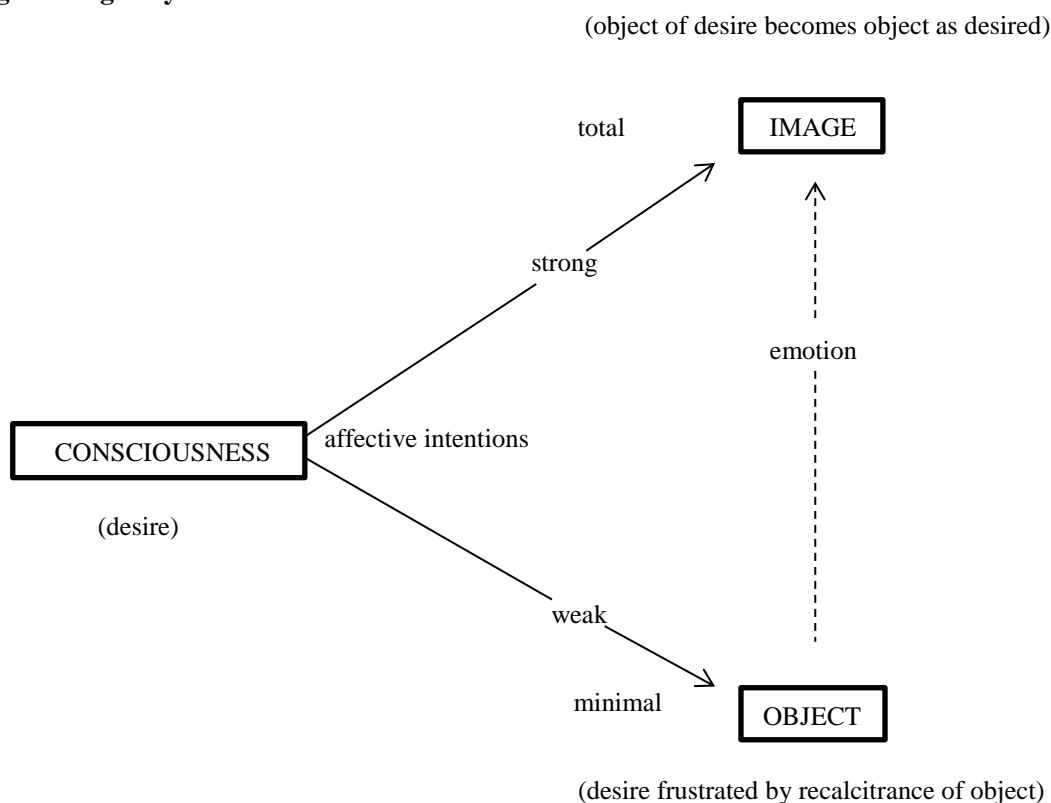 (object of desire becomes object as desired)
total
IMAGE
strong
emotion
affective intentions
CONSCIOUSNESS
(desire)
weak
minimal
OBJECT
(desire frustrated by recalcitrance of object)